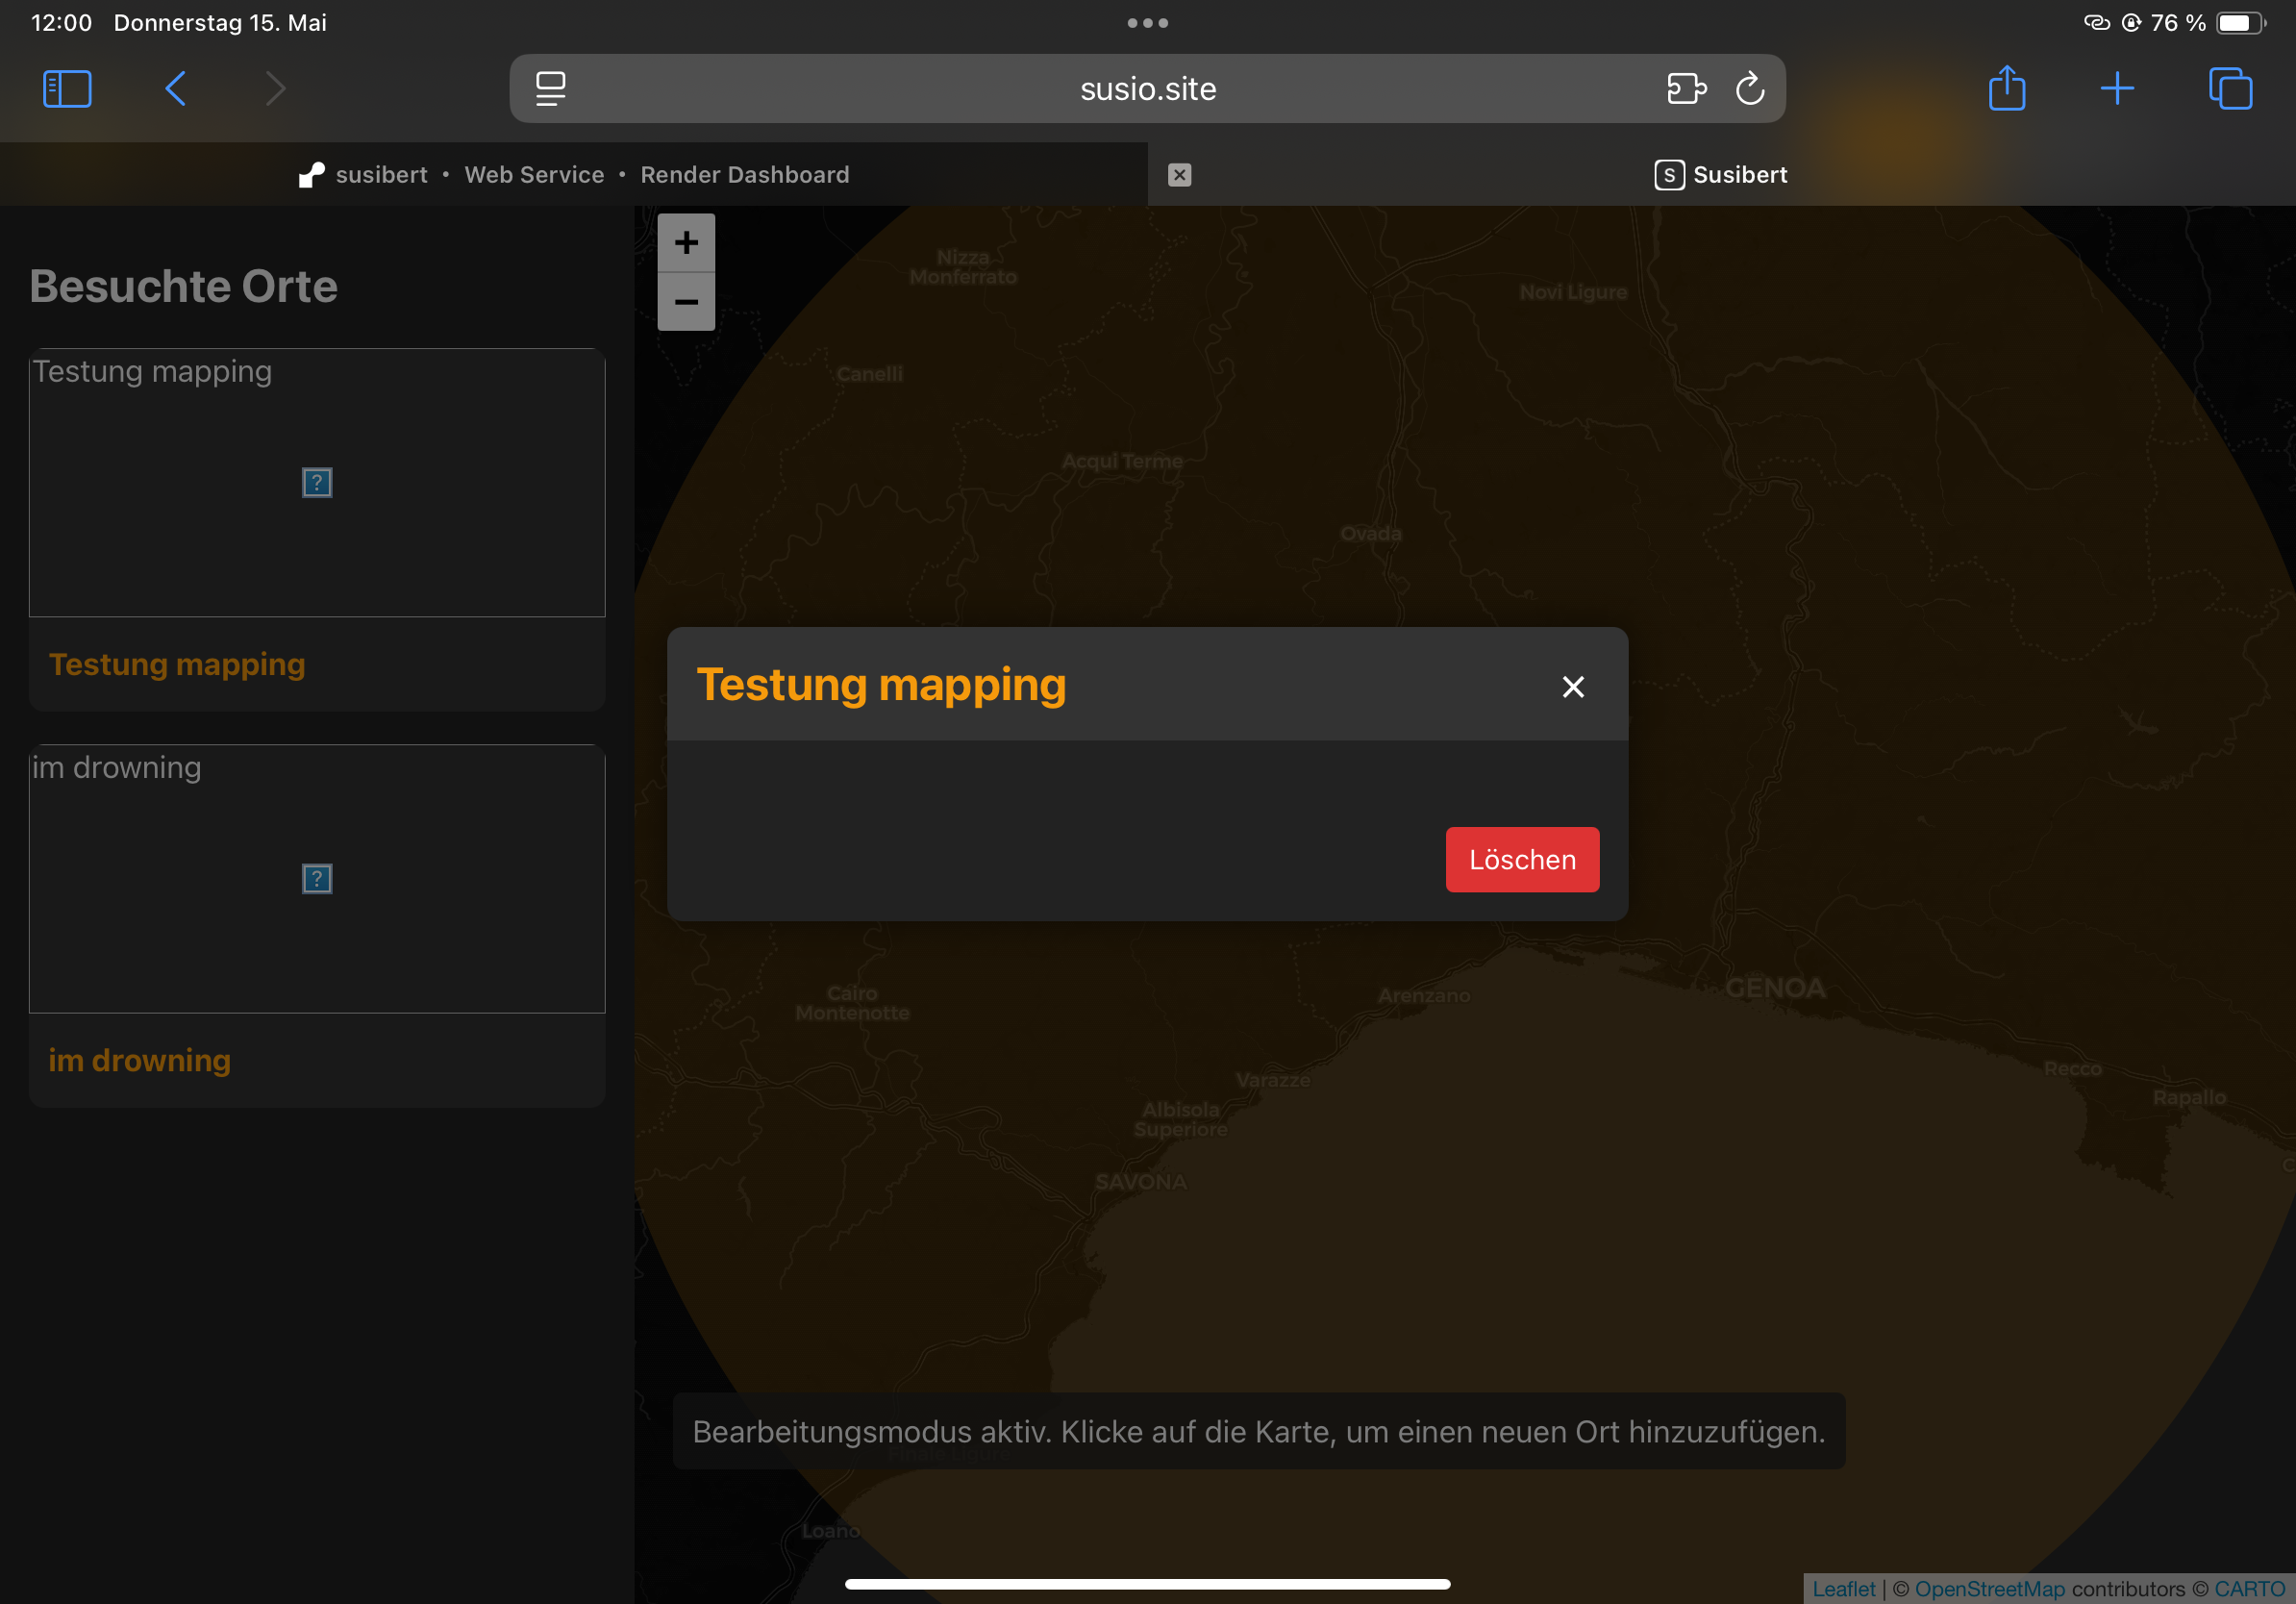 12:00 Donnerstag 15. Mai
76 %
susio.site
susibert • Web Service • Render Dashboard
S Susibert
Besuchte Orte
Testung mapping
Testung mapping
im drowning
im drowning
+
−
Nizza
Monferrato
Novi Ligure
Canelli
Acqui Terme
Ovada
Testung mapping
×
Löschen
Cairo
Montenotte
Arenzano
GENOA
Varazze
Recco
Rapallo
Albisola
Superiore
SAVONA
Bearbeitungsmodus aktiv. Klicke auf die Karte, um einen neuen Ort hinzuzufügen.
Finale Ligure
Loano
Leaflet | © OpenStreetMap contributors © CARTO